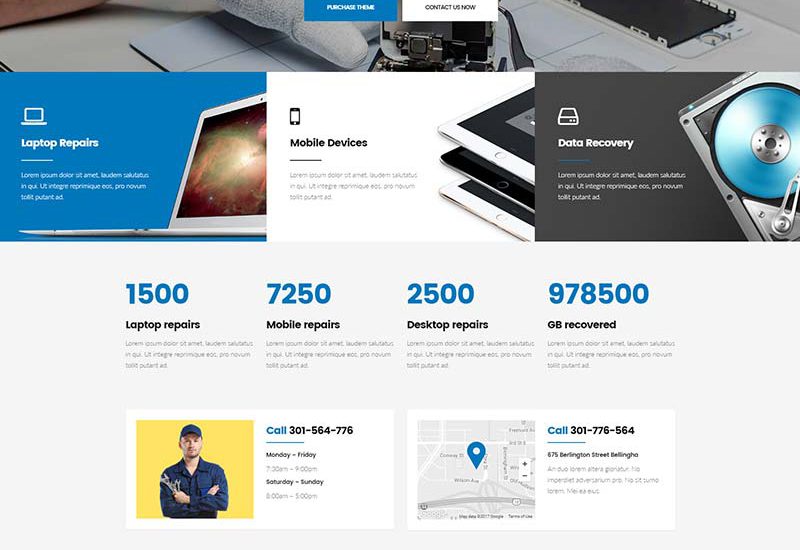 PURCHASE THEME
CONTACT US NOW
Laptop Repairs
Lorem ipsum dolor sit amet, laudem salutatus
in qui. Ut integre reprimique eos, pro novum
tollit putant ad.
Mobile Devices
Lorem ipsum dolor sit amet, laudem salutatus
in qui. Ut integre reprimique eos, pro novum
tollit putant ad.
Data Recovery
Lorem ipsum dolor sit amet, laudem salutatus
in qui. Ut integre reprimique eos, pro novum
tollit putant ad.
1500
Laptop repairs
Lorem ipsum dolor sit amet, laudem salutatus
in qui. Ut integre reprimique eos, pro novum
tollit putant ad.
7250
Mobile repairs
Lorem ipsum dolor sit amet, laudem salutatus
in qui. Ut integre reprimique eos, pro novum
tollit putant ad.
2500
Desktop repairs
Lorem ipsum dolor sit amet, laudem salutatus
in qui. Ut integre reprimique eos, pro novum
tollit putant ad.
978500
GB recovered
Lorem ipsum dolor sit amet, laudem salutatus
in qui. Ut integre reprimique eos, pro novum
tollit putant ad.
Call 301-564-776
Monday – Friday
7:30am – 9:00pm
Saturday – Sunday
8:00am – 5:00pm
Fremont Ave
3rd St
Conway St
Wilson Ave
Map data ©2017 Google
Terms of Use
Call 301-776-564
675 Berlington Street Bellingha
An duo lorem altera gloriatur. No
imperdiet adversarium pro. No sit sumo
lorem. Mei ea eius.